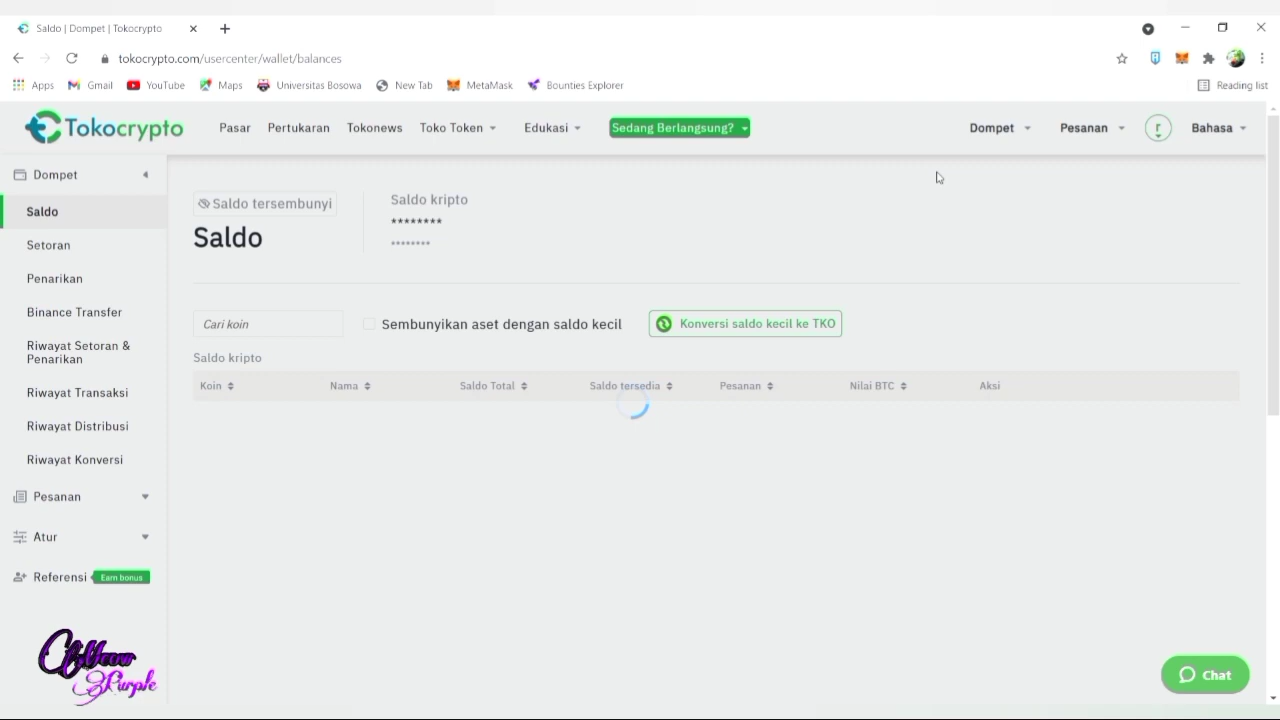 Saldo | Dompet | Tokocrypto
tokocrypto.com/usercenter/wallet/balances
Apps Gmail YouTube Maps Universitas Bosowa New Tab MetaMask Bounties Explorer Reading list
Tokocrypto Pasar Pertukaran Tokonews Toko Token Edukasi Sedang Berlangsung? Dompet Pesanan r Bahasa
Dompet
Saldo
Setoran
Penarikan
Binance Transfer
Riwayat Setoran &
Penarikan
Riwayat Transaksi
Riwayat Distribusi
Riwayat Konversi
Pesanan
Atur
Referensi Earn bonus
Saldo tersembunyi
Saldo
Saldo kripto
********
********
Cari koin Sembunyikan aset dengan saldo kecil Konversi saldo kecil ke TKO
Saldo kripto
Koin Nama Saldo Total Saldo tersedia Pesanan Nilai BTC Aksi
Purple
Chat